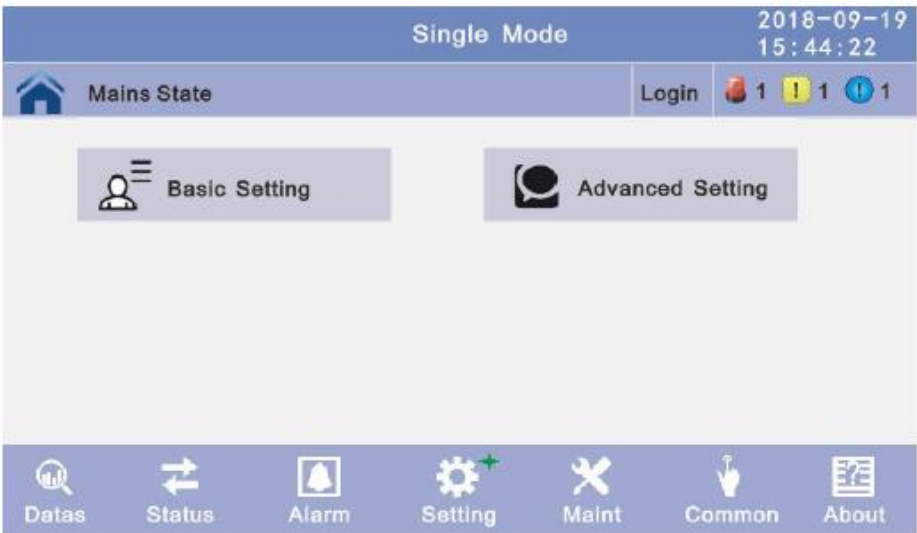 Single Mode
2018-09-19
15:44:22
Mains State
Login
1
! 1
! 1
Basic Setting
Advanced Setting
Datas
Status
Alarm
Setting
Maint
Common
About